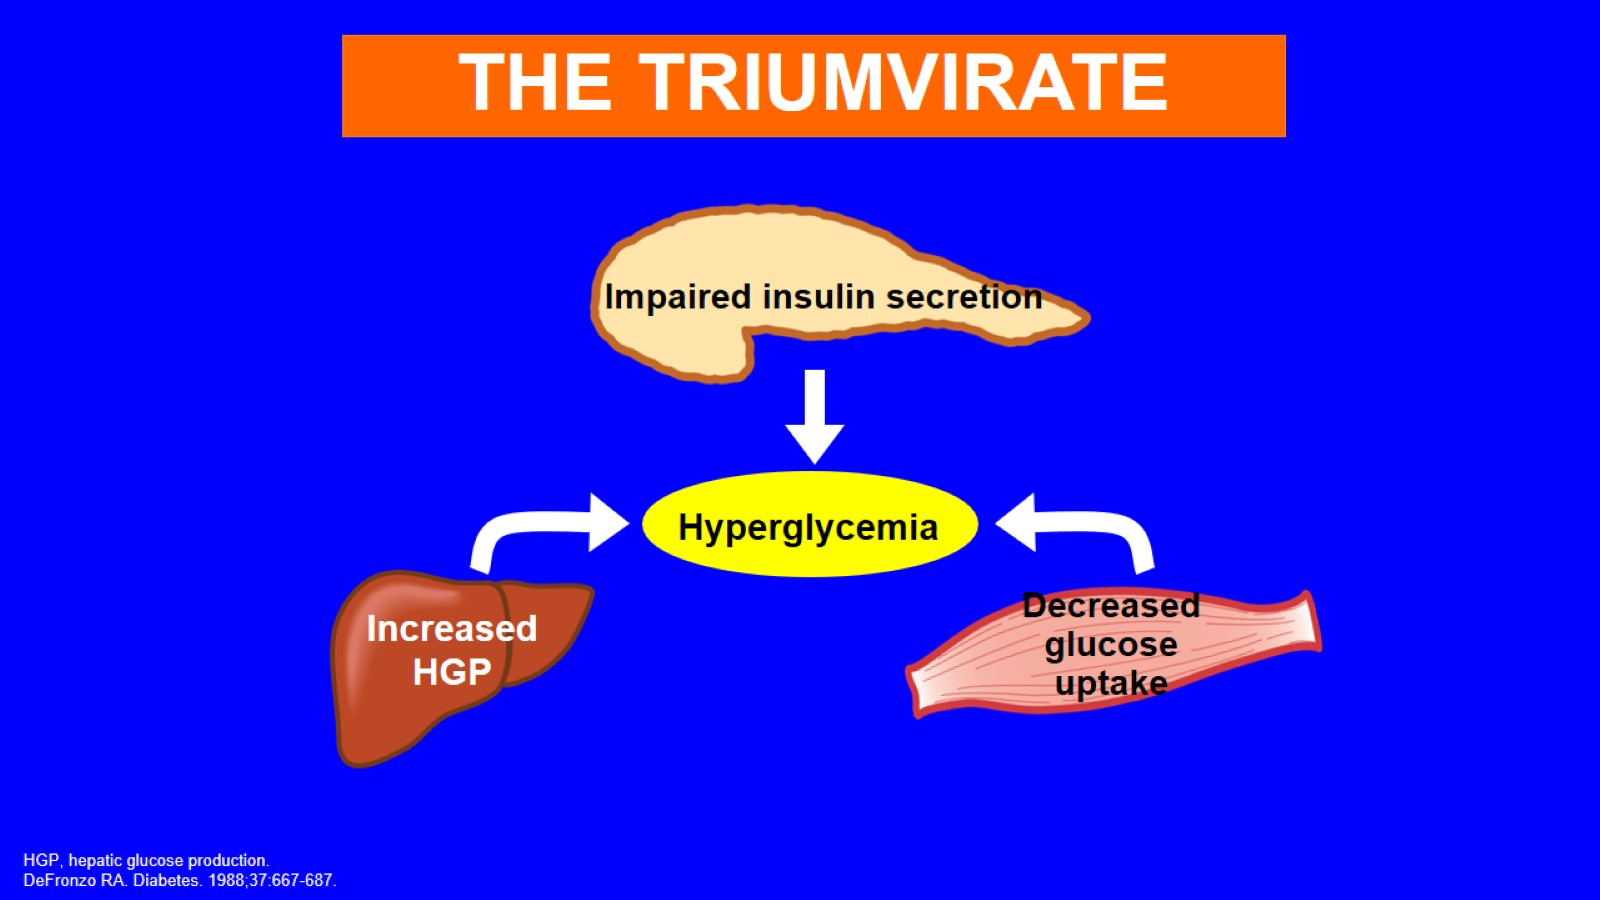 THE TRIUMVIRATE
Impaired insulin secretion
Hyperglycemia
Increased
HGP
Decreased
glucose
uptake
HGP, hepatic glucose production.
DeFronzo RA. Diabetes. 1988;37:667-687.